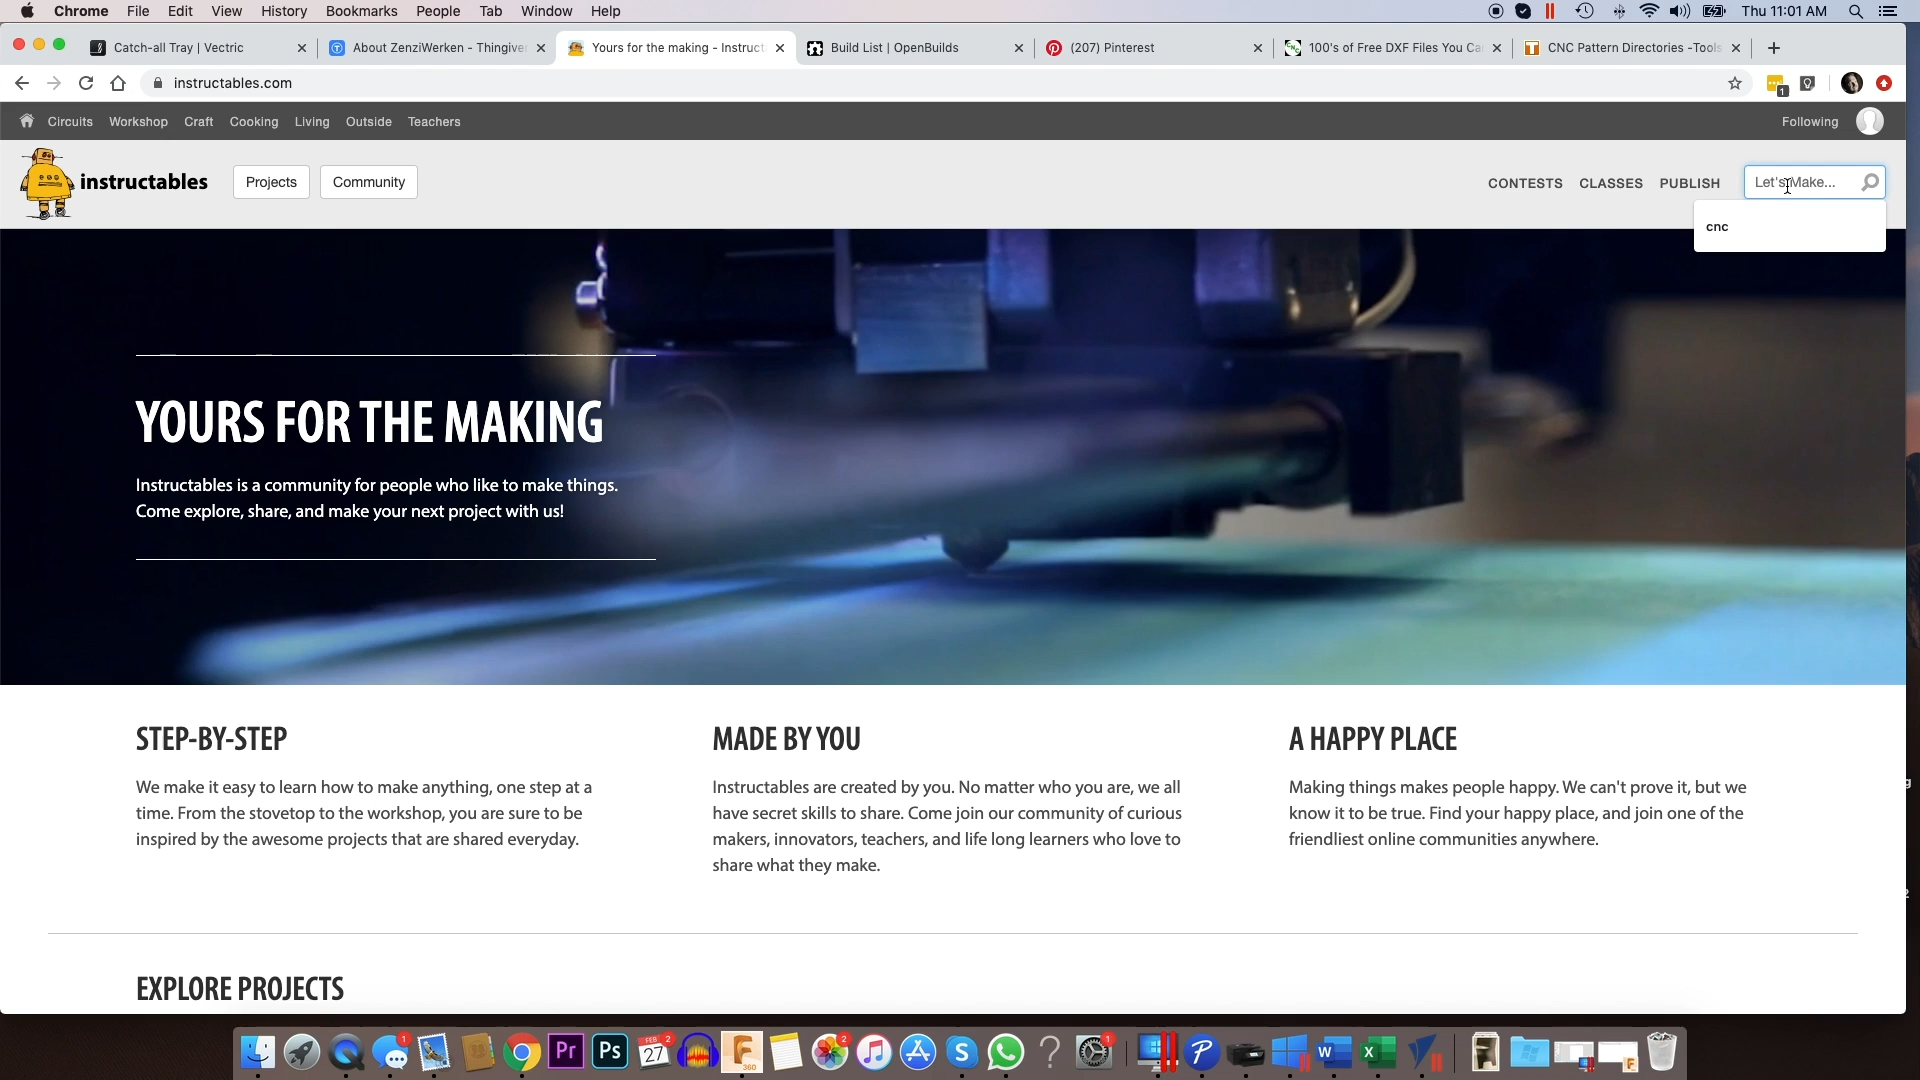 Chrome File Edit View History Bookmarks People Tab Window Help Thu 11:01 AM
Catch-all Tray | Vectric About ZenziWerken - Thingive Yours for the making - Instruct Build List | OpenBuilds (207) Pinterest 100's of Free DXF Files You Ca CNC Pattern Directories -Tools
instructables.com 1
Circuits Workshop Craft Cooking Living Outside Teachers Following
instructables Projects Community CONTESTS CLASSES PUBLISH Let's Make...
cnc
YOURS FOR THE MAKING
Instructables is a community for people who like to make things.
Come explore, share, and make your next project with us!
STEP-BY-STEP
We make it easy to learn how to make anything, one step at a
time. From the stovetop to the workshop, you are sure to be
inspired by the awesome projects that are shared everyday.
MADE BY YOU
Instructables are created by you. No matter who you are, we all
have secret skills to share. Come join our community of curious
makers, innovators, teachers, and life long learners who love to
share what they make.
A HAPPY PLACE
Making things makes people happy. We can't prove it, but we
know it to be true. Find your happy place, and join one of the
friendliest online communities anywhere.
EXPLORE PROJECTS
1 Pr Ps FEB 27 2 F 360 2 S ? 1 P W X